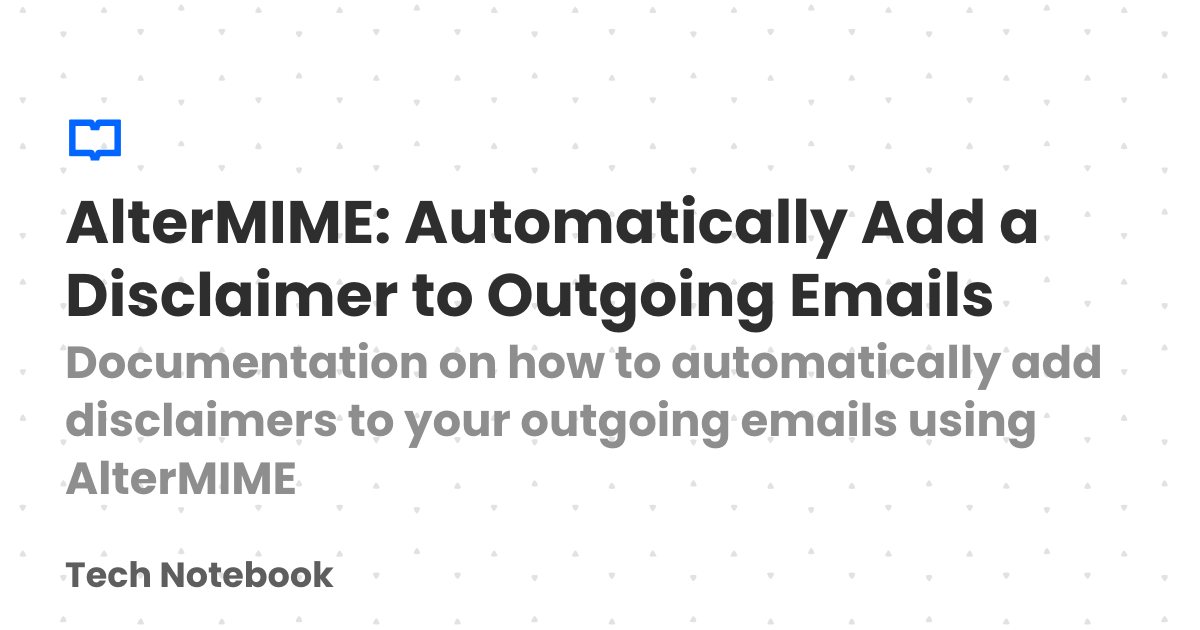 AlterMIME: Automatically Add a
Disclaimer to Outgoing Emails
Documentation on how to automatically add
disclaimers to your outgoing emails using
AlterMIME
Tech Notebook